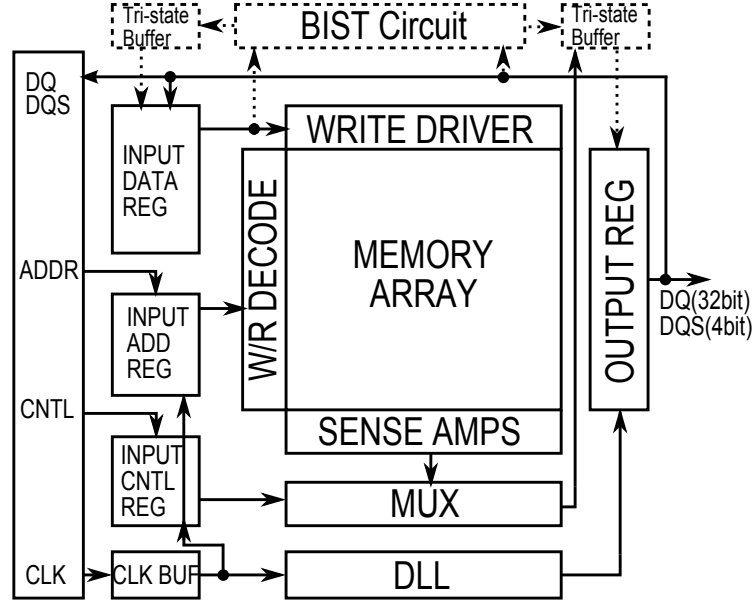 Tri-state
Buffer
BIST Circuit
Tri-state
Buffer
DQ
DQS
INPUT
DATA
REG
WRITE DRIVER
W/R DECODE
MEMORY
ARRAY
OUTPUT REG
ADDR
INPUT
ADD
REG
DQ(32bit)
DQS(4bit)
CNTL
INPUT
CNTL
REG
SENSE AMPS
MUX
CLK
CLK BUF
DLL